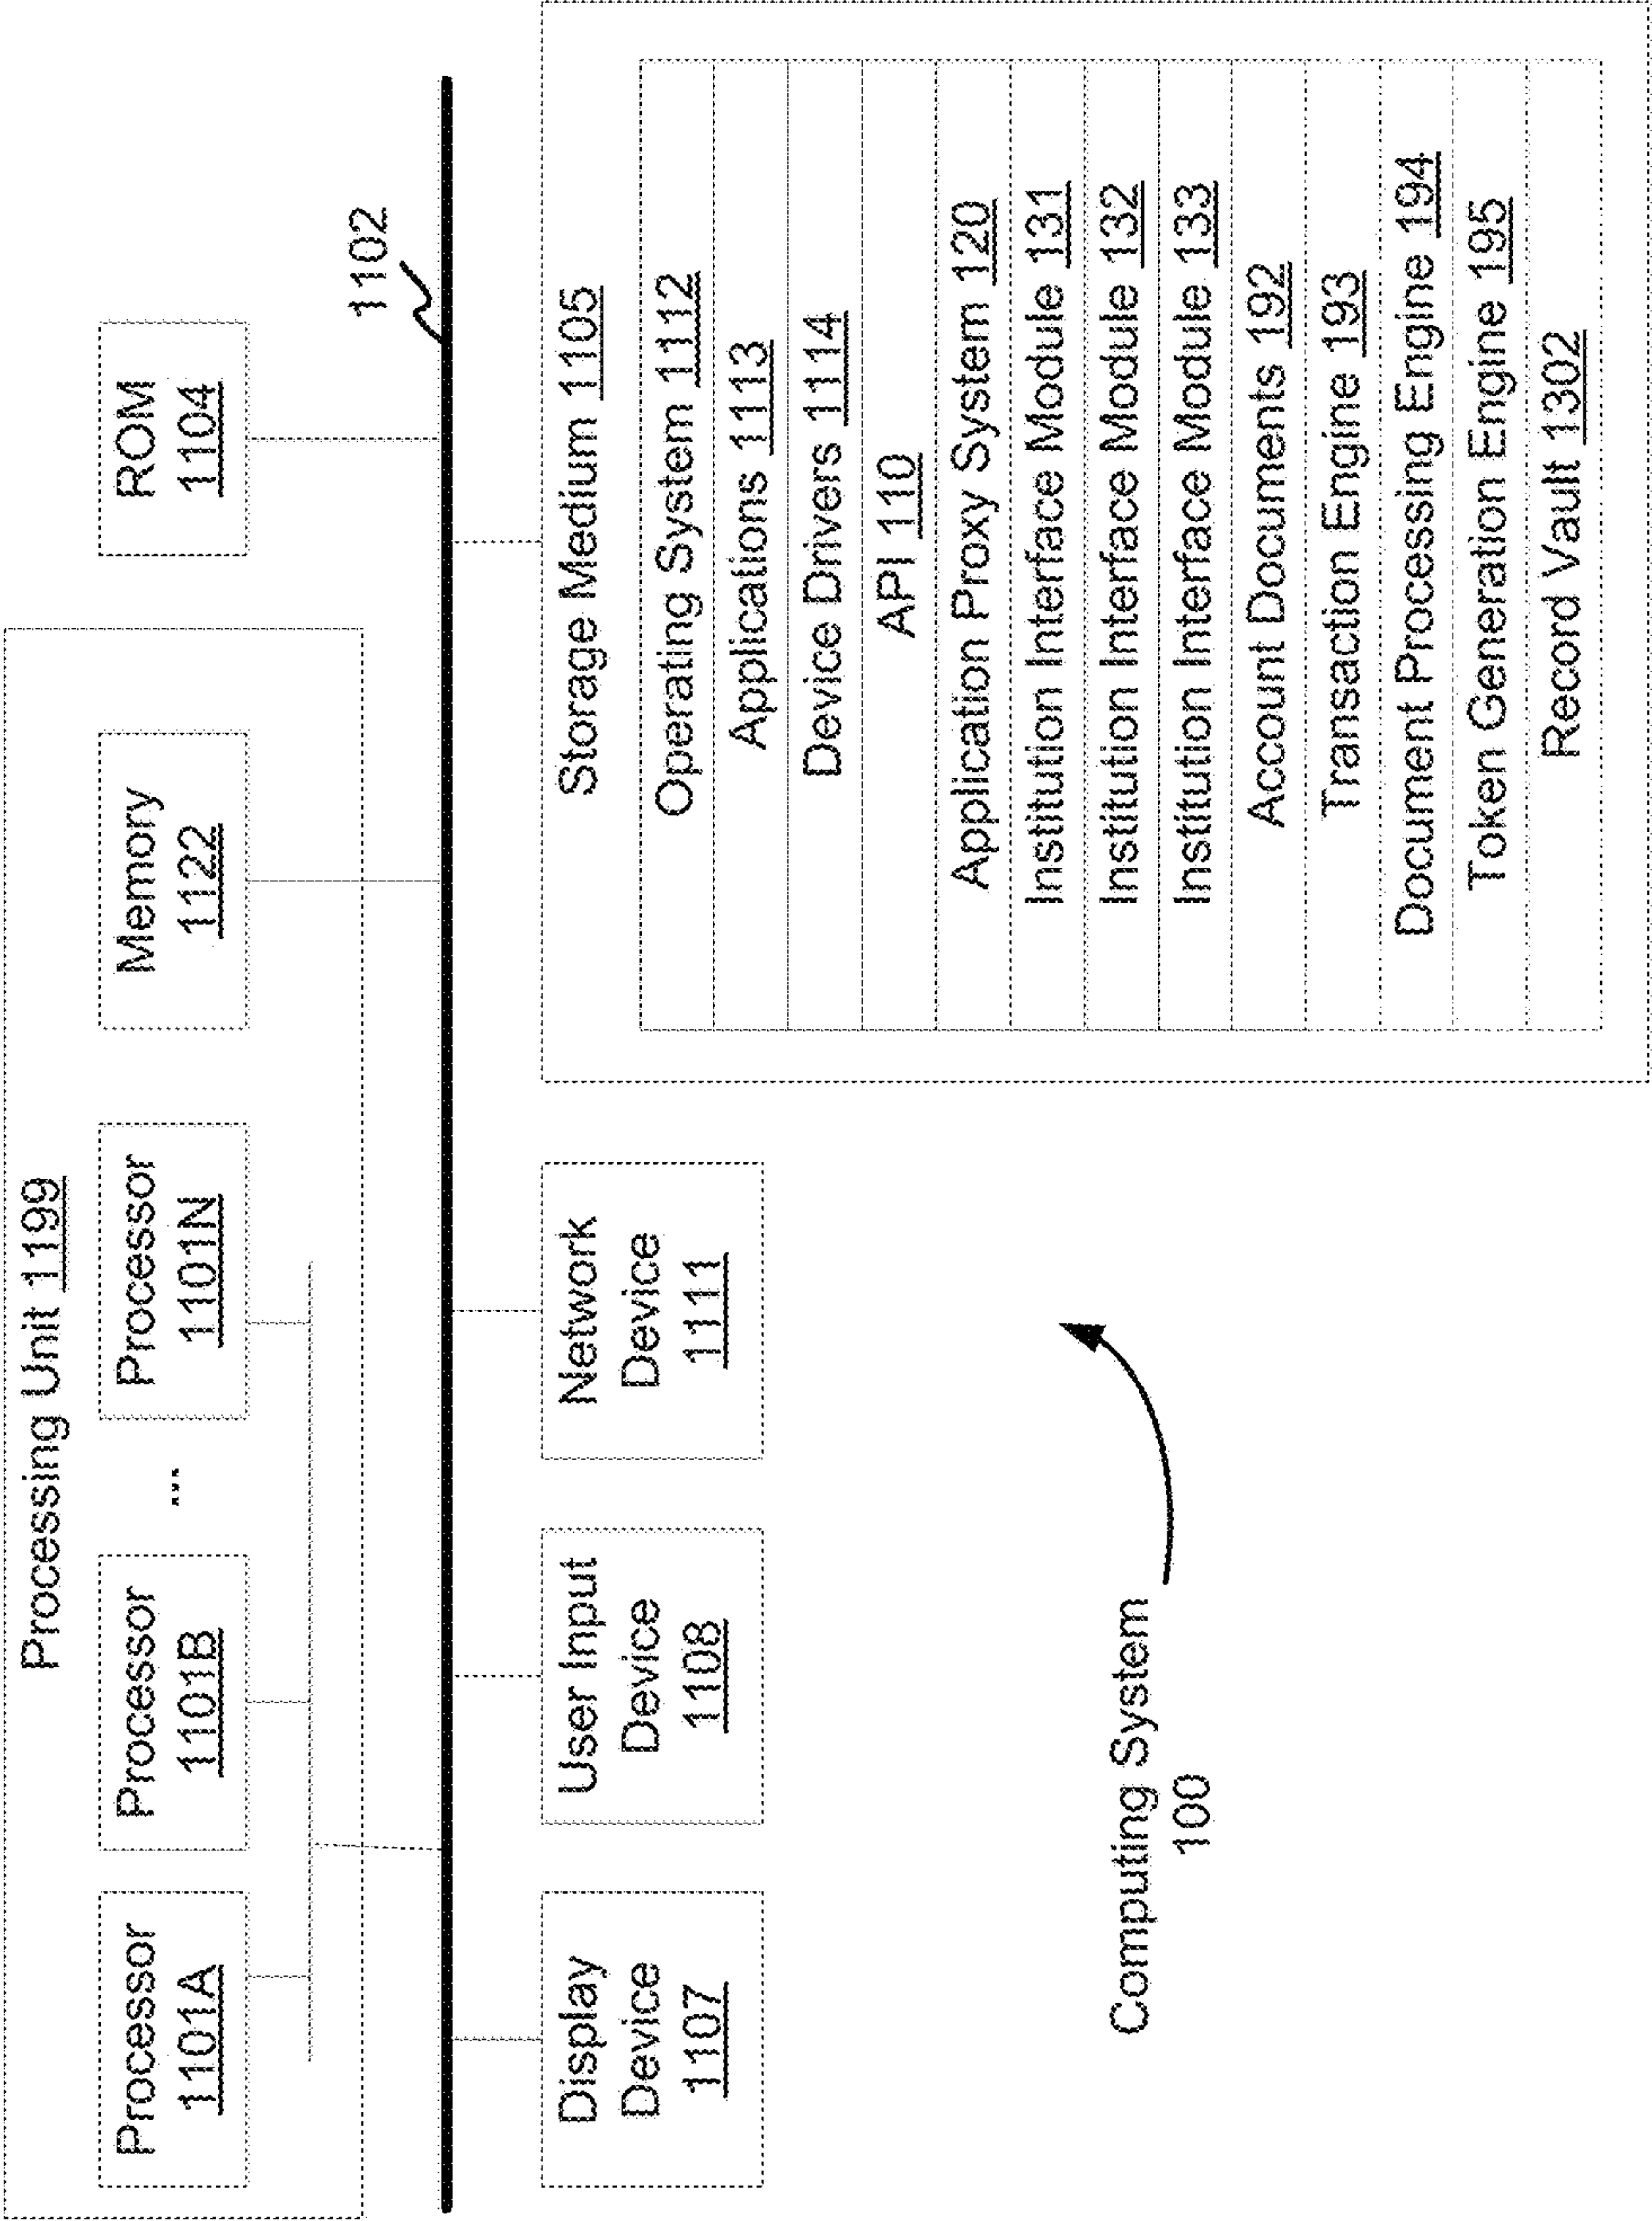 Processing Unit 1199
Processor
1101A
Processor
1101B
...
Processor
1101N
Memory
1122
ROM
1104
1102
Display
Device
1107
User Input
Device
1108
Network
Device
1111
Storage Medium 1105
Operating System 1112
Applications 1113
Device Drivers 1114
API 110
Application Proxy System 120
Institution Interface Module 131
Institution Interface Module 132
Institution Interface Module 133
Account Documents 192
Transaction Engine 193
Document Processing Engine 194
Token Generation Engine 195
Record Vault 1302
Computing System
100